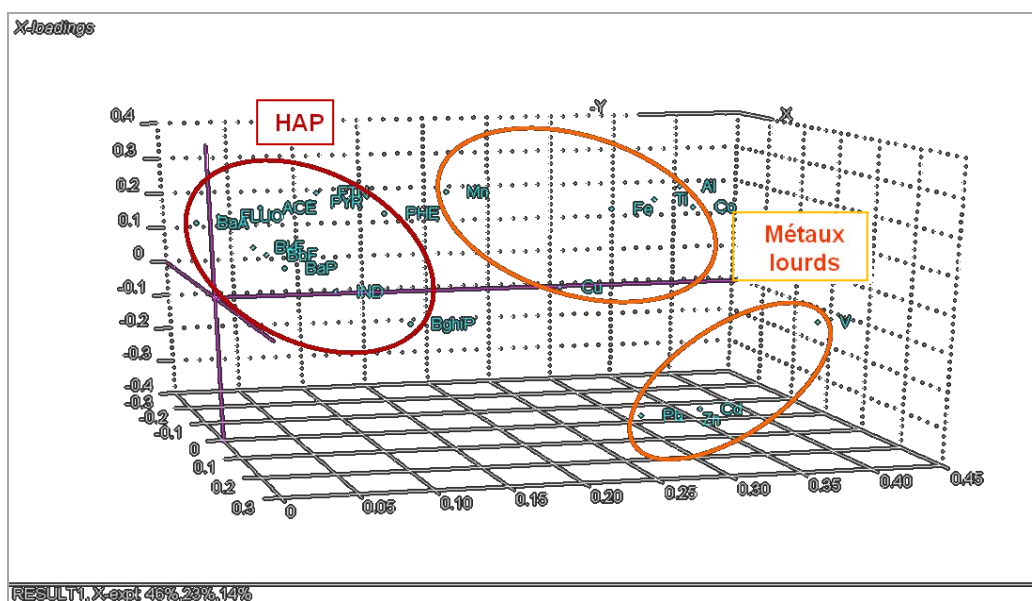 X-loadings
HAP
Métaux
lourds
-Y
X
0.4
0.3
0.2
0.1
0
-0.1
-0.2
-0.3
-0.4
-0.3
-0.2
-0.1
0
0.1
0.2
0.3
0
0.05
0.10
0.15
0.20
0.25
0.30
0.35
0.40
0.45
BaA
FLUO
ACE
PYR
PHE
Mn
Fe
Ti
Al
Co
BaP
IND
BghiP
Cu
V
Pb
Zn
Cd
RESULT1, X-expl: 46%,23%,14%